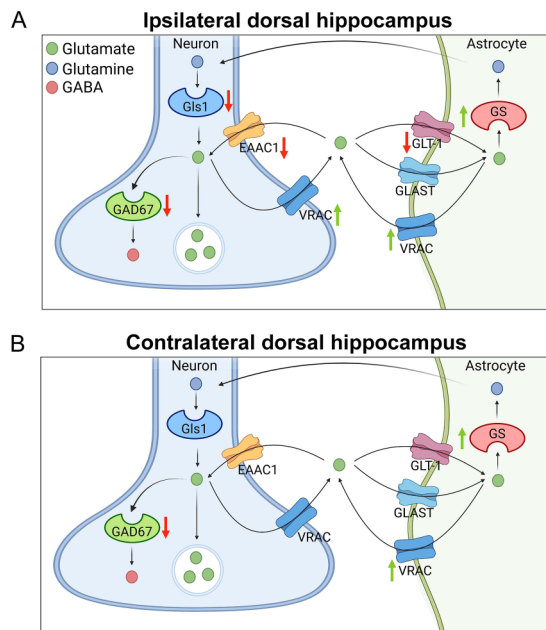 A
Ipsilateral dorsal hippocampus
Glutamate
Glutamine
GABA
Neuron
Astrocyte
Gls1
GS
EAAC1
GLT-1
GLAST
GAD67
VRAC
VRAC
B
Contralateral dorsal hippocampus
Neuron
Astrocyte
Gls1
GS
EAAC1
GLT-1
GLAST
GAD67
VRAC
VRAC